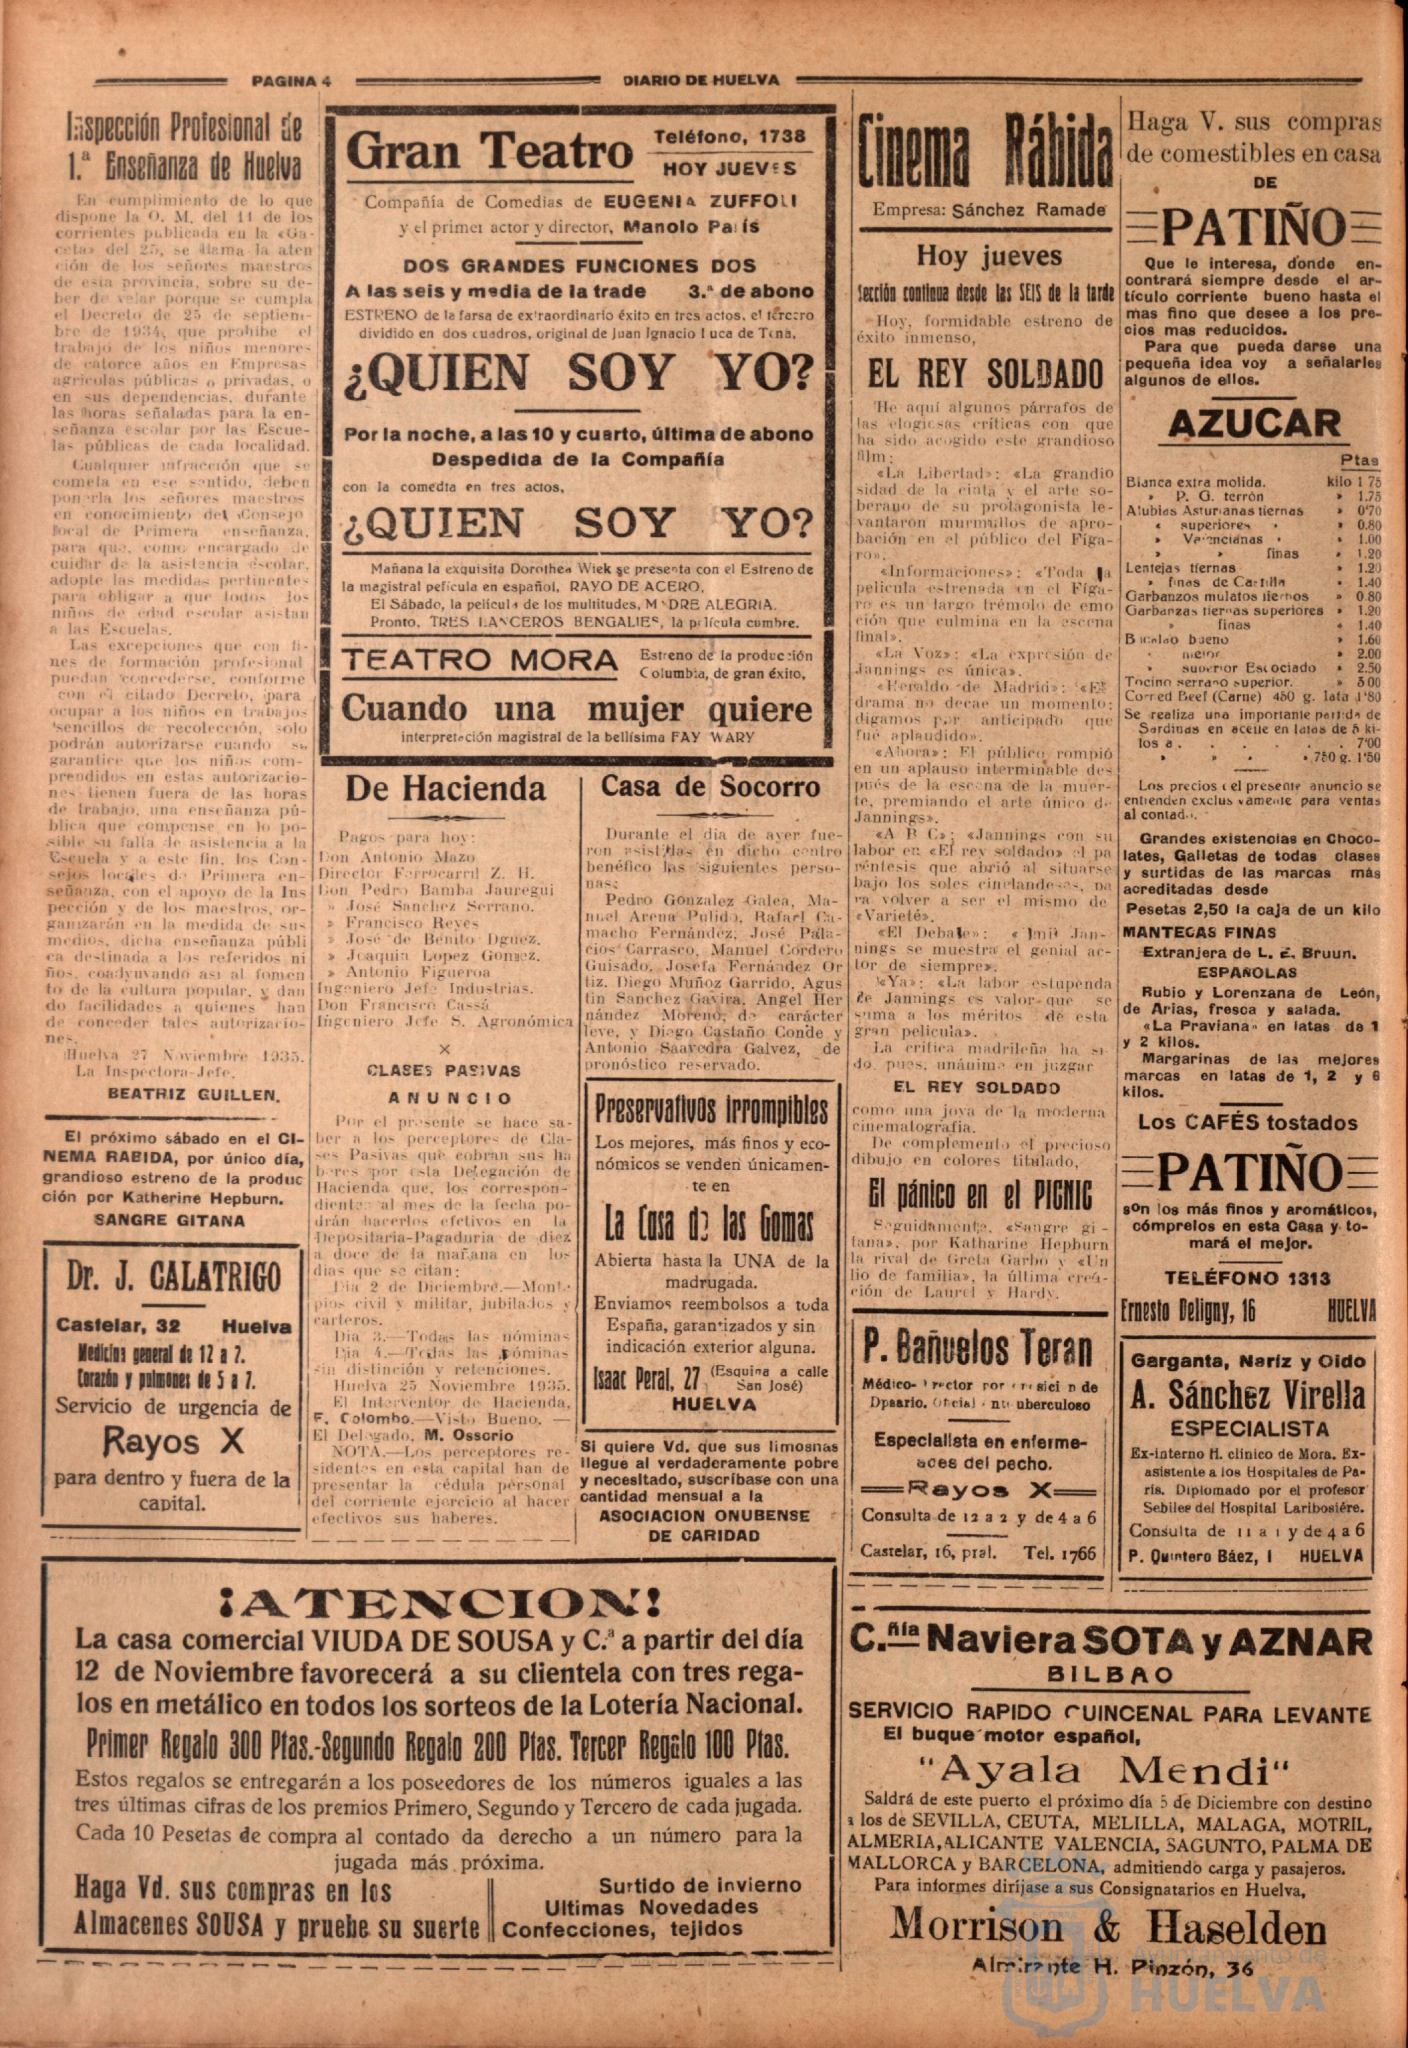 PAGINA 4
DIARIO DE HUELVA
Inspección Profesional de
1.ª Enseñanza de Huelva
En cumplimiento de lo que
dispone la O. M. del 11 de los
corrientes publicada en la «Ga-
ceta» del 25, se llama la aten
ción de los señores maestros
de esta provincia, sobre su de-
ber de velar porque se cumpla
el Decreto de 25 de septiem-
bre de 1934, que prohibe el
trabajo de los niños menores
de catorce años en Empresas
agrícolas públicas o privadas, o
en sus dependencias, durante
las horas señaladas para la en-
señanza escolar por las Escue-
las públicas de cada localidad.
Cualquier infracción que se
cometa en ese sentido, deben
ponerla los señores maestros
en conocimiento del Consejo
local de Primera enseñanza,
para que, como encargado de
cuidar de la asistencia escolar,
adopte las medidas pertinentes
para obligar a que todos los
niños de edad escolar asistan
a las Escuelas.
Las excepciones que con fi-
nes de formación profesional
puedan concederse, conforme
con el citado Decreto, para
ocupar a los niños en trabajos
sencillos de recolección, solo
podrán autorizarse cuando se
garantice que los niños com-
prendidos en estas autorizacio-
nes tienen fuera de las horas
de trabajo, una enseñanza pú-
blica que compense en lo po-
sible su falta de asistencia a la
Escuela y a este fin, los Con-
sejos locales de Primera en-
señanza, con el apoyo de la Ins
pección y de los maestros, or-
ganizarán en la medida de sus
medios, dicha enseñanza públi
ca destinada a los referidos ni
ños, coadyuvando así al fomen
to de la cultura popular, y dan
do facilidades a quienes han
de conceder tales autorizacio-
nes.
Huelva 27 Noviembre 1935.
La Inspectora-Jefe,
BEATRIZ GUILLEN.
El próximo sábado en el CI-
NEMA RABIDA, por único día,
grandioso estreno de la produc
ción por Katherine Hepburn.
SANGRE GITANA
Dr. J. CALATRIGO
Castelar, 32 Huelva
Medicina general de 12 a 2.
Corazón y pulmones de 5 a 7.
Servicio de urgencia de
Rayos X
para dentro y fuera de la
capital.
Gran Teatro
Teléfono, 1738
HOY JUEVES
Compañía de Comedias de EUGENIA ZUFFOLI
y el primer actor y director, Manolo París
DOS GRANDES FUNCIONES DOS
A las seis y media de la trade 3.ª de abono
ESTRENO de la farsa de extraordinario éxito en tres actos, el tercero
dividido en dos cuadros, original de Juan Ignacio Luca de Tena,
¿QUIEN SOY YO?
Por la noche, a las 10 y cuarto, última de abono
Despedida de la Compañía
con la comedia en tres actos,
¿QUIEN SOY YO?
Mañana la exquisita Dorothea Wiek se presenta con el Estreno de
la magistral película en español, RAYO DE ACERO.
El Sábado, la película de los multitudes, MADRE ALEGRIA.
Pronto, TRES LANCEROS BENGALIES, la película cumbre.
TEATRO MORA
Estreno de la producción
Columbia, de gran éxito,
Cuando una mujer quiere
interpretación magistral de la bellísima FAY WARY
De Hacienda
Pagos para hoy:
Don Antonio Mazo
Director Ferrocarril Z. H.
Don Pedro Bamba Jauregui
» José Sanchez Serrano.
» Francisco Reyes
» José de Benito Dguez.
» Joaquin Lopez Gomez.
» Antonio Figueroa
Ingeniero Jefe Industrias.
Don Francisco Cassá
Ingeniero Jefe S. Agronómica
×
CLASES PASIVAS
ANUNCIO
Por el presente se hace sa-
ber a los perceptores de Cla-
ses Pasivas que cobran sus ha
beres por esta Delegación de
Hacienda que, los correspon-
dientes al mes de la fecha po-
drán hacerlos efectivos en la
Depositaria-Pagaduria de diez
a doce de la mañana en los
dias que se citan:
Dia 2 de Diciembre.—Monte-
pios civil y militar, jubilados y
carteros.
Dia 3.—Todas las nóminas
Dia 4.—Todas las nóminas
sin distinción y retenciones.
Huelva 25 Noviembre 1935.
El Interventor de Hacienda,
F. Colombo.—Visto Bueno. —
El Delegado, M. Ossorio
NOTA.—Los perceptores re-
sidentes en esta capital han de
presentar la cédula personal
del corriente ejercicio al hacer
efectivos sus haberes.
Casa de Socorro
Durante el dia de ayer fue-
ron asistidas en dicho centro
benéfico las siguientes perso-
nas:
Pedro Gonzalez Galea, Ma-
nuel Arena Pulido, Rafael Ca-
macho Fernández, José Pala-
cios Carrasco, Manuel Cordero
Guisado, Josefa Fernández Or
tiz, Diego Muñoz Garrido, Agus
tin Sanchez Gavira, Angel Her
nández Moreno, de carácter
leve, y Diego Castaño Conde y
Antonio Saavedra Galvez, de
pronóstico reservado.
Preservativos irrompibles
Los mejores, más finos y eco-
nómicos se venden únicamen-
te en
La Casa de las Gomas
Abierta hasta la UNA de la
madrugada.
Enviamos reembolsos a toda
España, garantizados y sin
indicación exterior alguna.
Isaac Peral, 27 (Esquina a calle
San José)
HUELVA
Si quiere Vd. que sus limosnas
llegue al verdaderamente pobre
y necesitado, suscríbase con una
cantidad mensual a la
ASOCIACION ONUBENSE
DE CARIDAD
Cinema Rábida
Empresa: Sánchez Ramade
Hoy jueves
Sección continua desde las SEIS de la tarde
Hoy, formidable estreno de
éxito inmenso,
EL REY SOLDADO
He aquí algunos párrafos de
las elogiosas críticas con que
ha sido acogido este grandioso
film:
«La Libertad»: «La grandio
sidad de la cinta y el arte so-
berano de su protagonista le-
vantaron murmullos de apro-
bación en el público del Fíga-
ro».
«Informaciones»: «Toda la
película estrenada en el Fíga-
ro es un largo trémolo de emo
ción que culmina en la escena
final».
«La Voz»: «La expresión de
Jannings es única».
«Heraldo de Madrid»: «El
drama no decae un momento;
digamos por anticipado que
fué aplaudido».
«Ahora»: El público rompió
en un aplauso interminable des
pués de la escena de la muer-
te, premiando el arte único de
Jannings».
«A B C»: «Jannings con su
labor en «El rey soldado» el pa
réntesis que abrió al situarse
bajo los soles cinelandeses, pa
ra volver a ser el mismo de
«Varieté».
«El Debate»: «Emil Jan-
nings se muestra el genial ac-
tor de siempre».
«Ya»: «La labor estupenda
de Jannings es valor que se
suma a los méritos de esta
gran película».
La crítica madrileña ha si
do, pues, unánime en juzgar
EL REY SOLDADO
como una joya de la moderna
cinematografía.
De complemento el precioso
dibujo en colores titulado,
El pánico en el PICNIC
Seguidamente, «Sangre gi-
tana», por Katharine Hepburn
la rival de Greta Garbo y «Un
lio de familia», la última crea-
ción de Laurel y Hardy.
P. Bañuelos Teran
Médico-Director por oposición de
Dpsario. Oficial Antituberculoso
Especialista en enferme-
dades del pecho.
Rayos X
Consulta de 12 a 2 y de 4 a 6
Castelar, 16, pral. Tel. 1766
Haga V. sus compras
de comestibles en casa
DE
PATIÑO
Que le interesa, donde en-
contrará siempre desde el ar-
tículo corriente bueno hasta el
mas fino que desee a los pre-
cios mas reducidos.
Para que pueda darse una
pequeña idea voy a señalarles
algunos de ellos.
AZUCAR
Ptas
Blanca extra molida. kilo 1 75
» P. G. terrón » 1.75
Alubias Asturianas tiernas » 0'70
« superiores » » 0.80
» Valencianas » » 1.00
» » finas » 1.20
Lentejas tiernas » 1.20
» finas de Castilla » 1.40
Garbanzos mulatos tiernos » 0.80
Garbanzas tiernas superiores » 1.20
» finas « 1.40
Bacalao bueno » 1.60
» mejor » 2.00
» superior Escociado » 2.50
Tocino serrano superior. » 3 00
Corred Beef (Carne) 450 g. lata 1'80
Se realiza una importante partida de
Sardinas en aceite en latas de 5 ki-
los a . . . . . . 7'00
» » » 750 g. 1'50
Los precios del presente anuncio se
entienden exclusivamente para ventas
al contado.
Grandes existencias en Choco-
lates, Galletas de todas clases
y surtidas de las marcas más
acreditadas desde
Pesetas 2,50 la caja de un kilo
MANTECAS FINAS
Extranjera de L. E. Bruun.
ESPAÑOLAS
Rubio y Lorenzana de León,
de Arias, fresca y salada.
«La Praviana» en latas de 1
y 2 kilos.
Margarinas de las mejores
marcas en latas de 1, 2 y 6
kilos.
Los CAFÉS tostados
PATIÑO
son los más finos y aromáticos,
cómprelos en esta Casa y to-
mará el mejor.
TELÉFONO 1313
Ernesto Deligny, 16 HUELVA
Garganta, Nariz y Oido
A. Sánchez Virella
ESPECIALISTA
Ex-interno H. clinico de Mora. Ex-
asistente a los Hospitales de Pa-
ris. Diplomado por el profesor
Sebileđ del Hospital Laribosiére.
Consulta de 11 a 1 y de 4 a 6
P. Quintero Báez, 1 HUELVA
¡ATENCION!
La casa comercial VIUDA DE SOUSA y C.ª a partir del día
12 de Noviembre favorecerá a su clientela con tres rega-
los en metálico en todos los sorteos de la Lotería Nacional.
Primer Regalo 300 Ptas.-Segundo Regalo 200 Ptas. Tercer Regalo 100 Ptas.
Estos regalos se entregarán a los poseedores de los números iguales a las
tres últimas cifras de los premios Primero, Segundo y Tercero de cada jugada.
Cada 10 Pesetas de compra al contado da derecho a un número para la
jugada más próxima.
Haga Vd. sus compras en los
Almacenes SOUSA y pruebe su suerte
Surtido de invierno
Ultimas Novedades
Confecciones, tejidos
C.ñía Naviera SOTA y AZNAR
BILBAO
SERVICIO RAPIDO QUINCENAL PARA LEVANTE
El buque motor español,
"Ayala Mendi"
Saldrá de este puerto el próximo día 5 de Diciembre con destino
a los de SEVILLA, CEUTA, MELILLA, MALAGA, MOTRIL,
ALMERIA, ALICANTE VALENCIA, SAGUNTO, PALMA DE
MALLORCA y BARCELONA, admitiendo carga y pasajeros.
Para informes diríjase a sus Consignatarios en Huelva,
Morrison & Haselden
Almirante H. Pinzón, 36
Ayuntamiento de
HUELVA